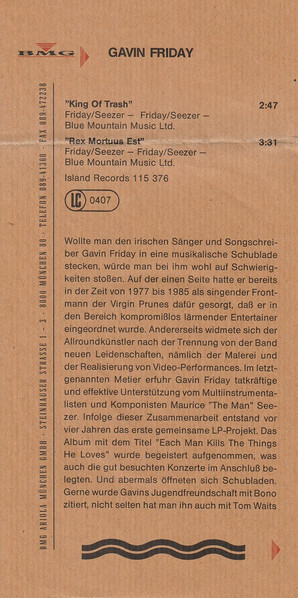 BMG
GAVIN FRIDAY
"King Of Trash" 2:47
Friday/Seezer – Friday/Seezer –
Blue Mountain Music Ltd.
"Rex Mortuus Est" 3:31
Friday/Seezer – Friday/Seezer –
Blue Mountain Music Ltd.
Island Records 115 376
LC 0407
Wollte man den irischen Sänger und Songschrei-
ber Gavin Friday in eine musikalische Schublade
stecken, würde man bei ihm wohl auf Schwierig-
keiten stoßen. Auf der einen Seite hatte er bereits
in der Zeit von 1977 bis 1985 als singender Front-
mann der Virgin Prunes dafür gesorgt, daß er in
den Bereich kompromißlos lärmender Entertainer
eingeordnet wurde. Andererseits widmete sich der
Allroundkünstler nach der Trennung von der Band
neuen Leidenschaften, nämlich der Malerei und
der Realisierung von Video-Performances. Im letzt-
genannten Metier erfuhr Gavin Friday tatkräftige
und effektive Unterstützung vom Multiinstrumenta-
listen und Komponisten Maurice "The Man" See-
zer. Infolge dieser Zusammenarbeit entstand vor
vier Jahren das erste gemeinsame LP-Projekt. Das
Album mit dem Titel "Each Man Kills The Things
He Loves" wurde begeistert aufgenommen, was
auch die gut besuchten Konzerte im Anschluß be-
legten. Und abermals öffneten sich Schubladen.
Gerne wurde Gavins Jugendfreundschaft mit Bono
zitiert, nicht selten hat man ihn auch mit Tom Waits
BMG ARIOLA MÜNCHEN GMBH · STEINHAUSER STRASSE 1 - 3 · 8000 MÜNCHEN 80 · TELEFON 089-41360 · FAX 089-472238